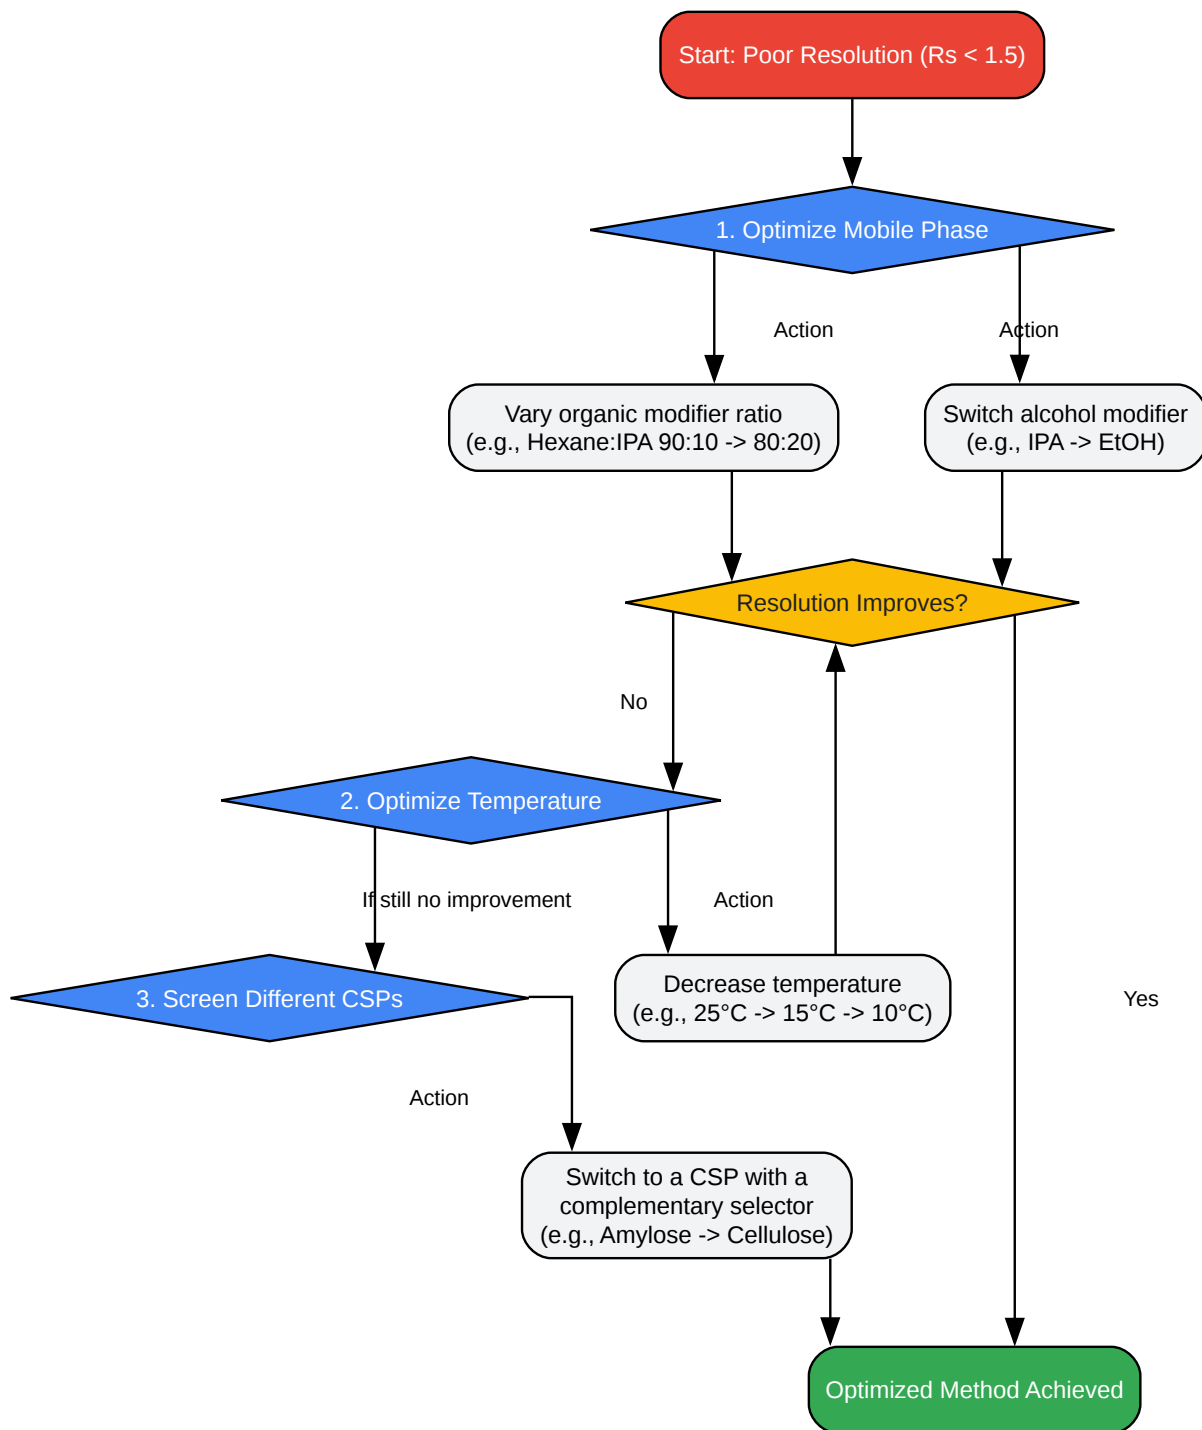 Start: Poor Resolution (Rs < 1.5)
1. Optimize Mobile Phase
Action
Action
Vary organic modifier ratio
(e.g., Hexane:IPA 90:10 -> 80:20)
Switch alcohol modifier
(e.g., IPA -> EtOH)
Resolution Improves?
No
2. Optimize Temperature
If still no improvement
Action
3. Screen Different CSPs
Decrease temperature
(e.g., 25°C -> 15°C -> 10°C)
Yes
Action
Switch to a CSP with a
complementary selector
(e.g., Amylose -> Cellulose)
Optimized Method Achieved